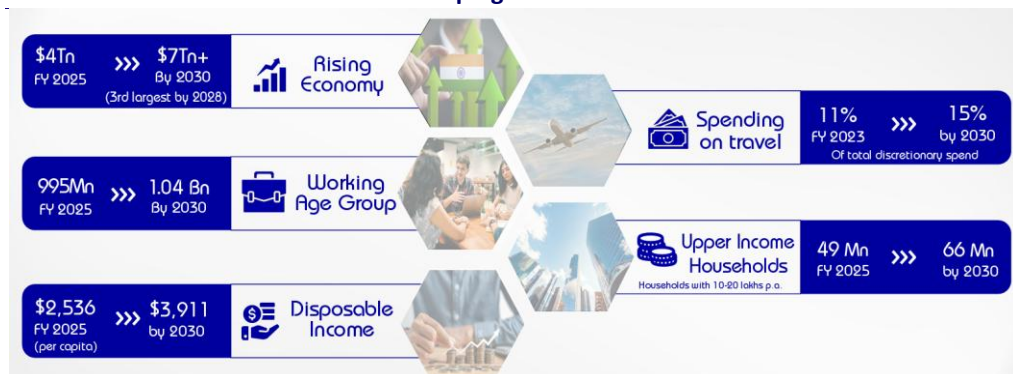 $4Tn >>> $7Tn+
FY 2025 By 2030
(3rd largest by 2028)
Rising
Economy
995Mn >>> 1.04 Bn
FY 2025 By 2030
Working
Age Group
$2,536 >>> $3,911
FY 2025 by 2030
(per capita)
Disposable
Income
Spending
on travel
11% >>> 15%
FY 2023 by 2030
Of total discretionary spend
Upper Income
Households
Households with 10-20 lakhs p.a.
49 Mn >>> 66 Mn
FY 2025 by 2030